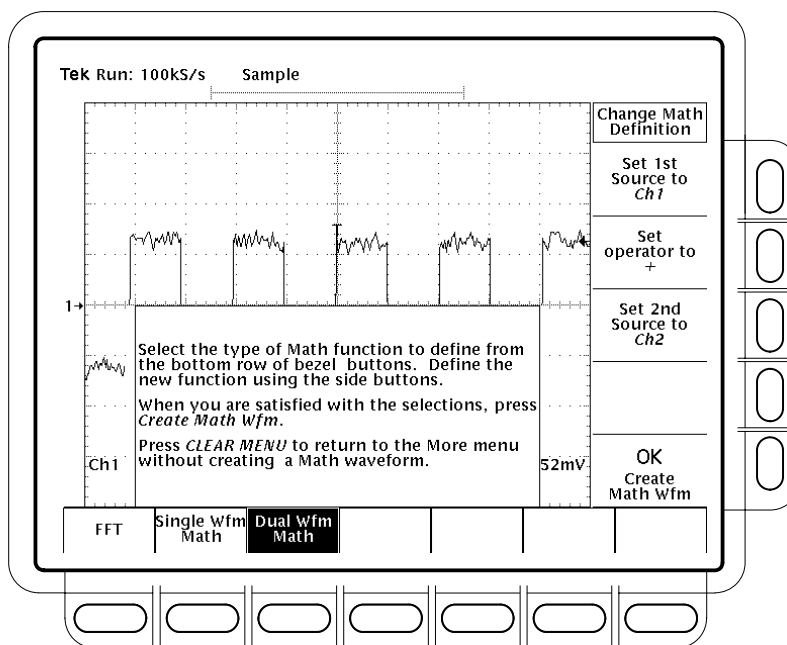 Tek Run: 100kS/s Sample
Change Math
Definition
Set 1st
Source to
Ch1
Set
operator to
+
Set 2nd
Source to
Ch2
1
Select the type of Math function to define from
the bottom row of bezel buttons. Define the
new function using the side buttons.
When you are satisfied with the selections, press
Create Math Wfm.
Press CLEAR MENU to return to the More menu
without creating a Math waveform.
Ch1
52mV
OK
Create
Math Wfm
FFT
Single Wfm
Math
Dual Wfm
Math